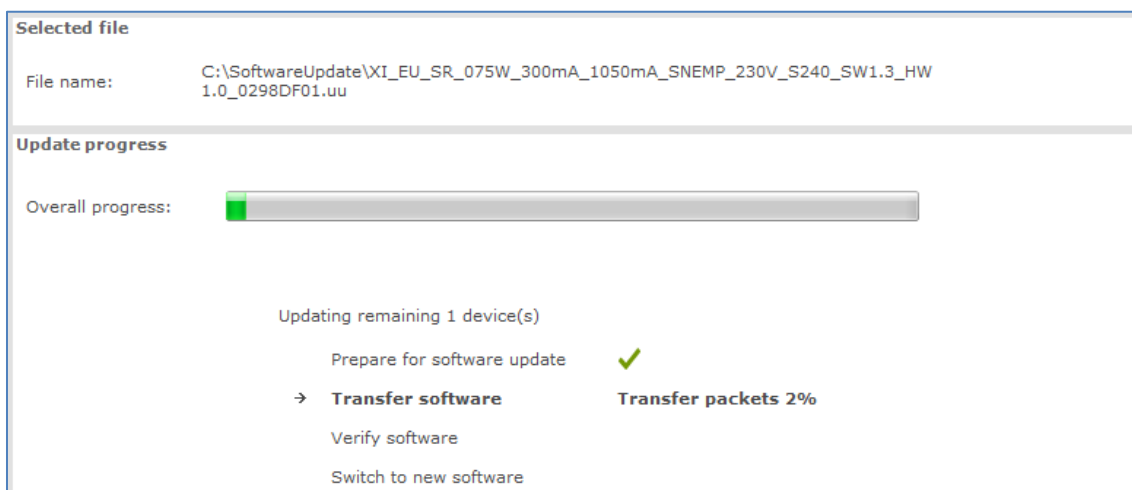 Selected file
File name:
C:\SoftwareUpdate\XI_EU_SR_075W_300mA_1050mA_SNEMP_230V_S240_SW1.3_HW
1.0_0298DF01.uu
Update progress
Overall progress:
Updating remaining 1 device(s)
Prepare for software update
→ Transfer software Transfer packets 2%
Verify software
Switch to new software